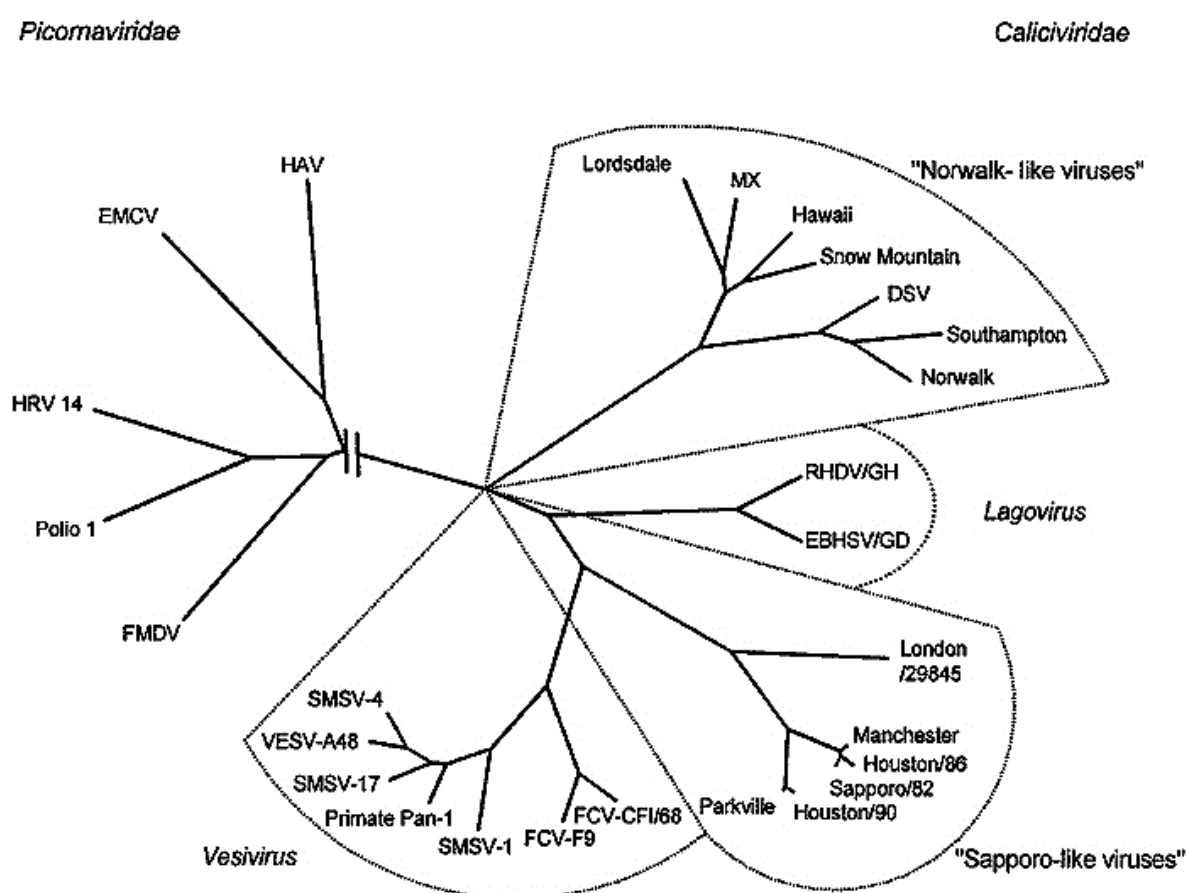 Picornaviridae
Caliciviridae
HAV
EMCV
HRV 14
Polio 1
FMDV
Lordsdale
MX
"Norwalk- like viruses"
Hawaii
Snow Mountain
DSV
Southampton
Norwalk
RHDV/GH
Lagovirus
EBHSV/GD
London
/29845
Manchester
Houston/86
Sapporo/82
Parkville
Houston/90
"Sapporo-like viruses"
SMSV-4
VESV-A48
SMSV-17
Primate Pan-1
SMSV-1
FCV-F9
FCV-CFI/68
Vesivirus